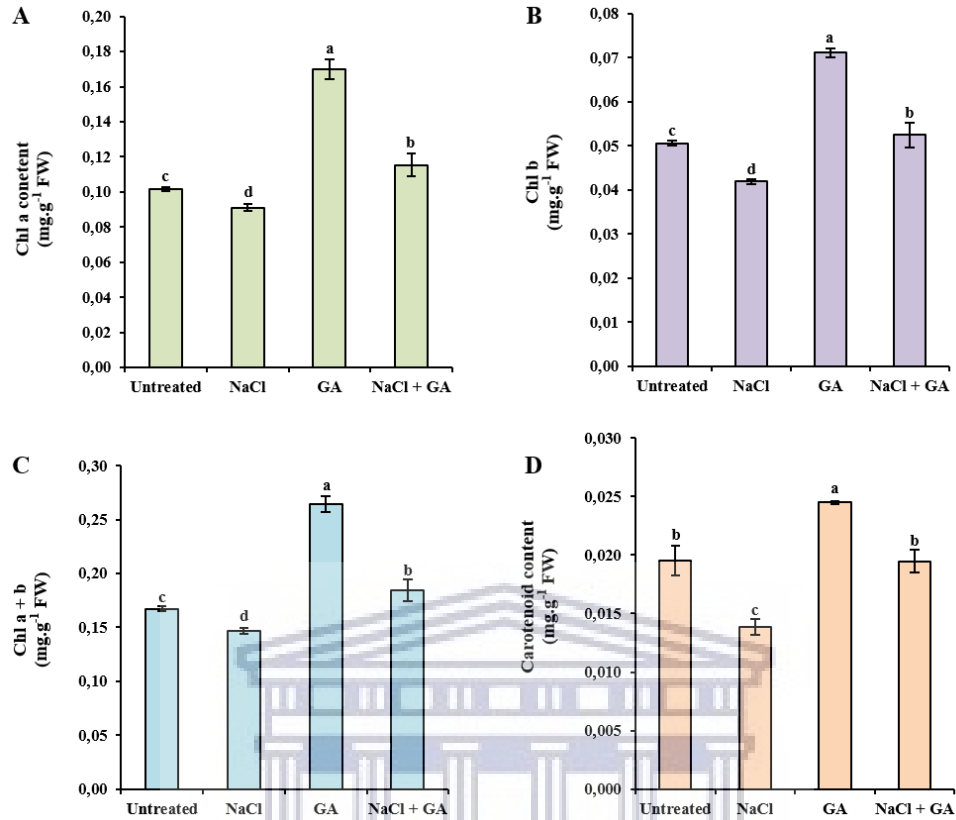 A
Chl a conetent
(mg.g⁻¹ FW)
0,20
0,18
0,16
0,14
0,12
0,10
0,08
0,06
0,04
0,02
0,00
c
d
a
b
Untreated NaCl GA NaCl + GA
B
Chl b
(mg.g⁻¹ FW)
0,08
0,07
0,06
0,05
0,04
0,03
0,02
0,01
0,00
c
d
a
b
Untreated NaCl GA NaCl + GA
C
Chl a + b
(mg.g⁻¹ FW)
0,30
0,25
0,20
0,15
0,10
0,05
0,00
c
d
a
b
Untreated NaCl GA NaCl + GA
D
Carotenoid content
(mg.g⁻¹ FW)
0,030
0,025
0,020
0,015
0,010
0,005
0,000
b
c
a
b
Untreated NaCl GA NaCl + GA